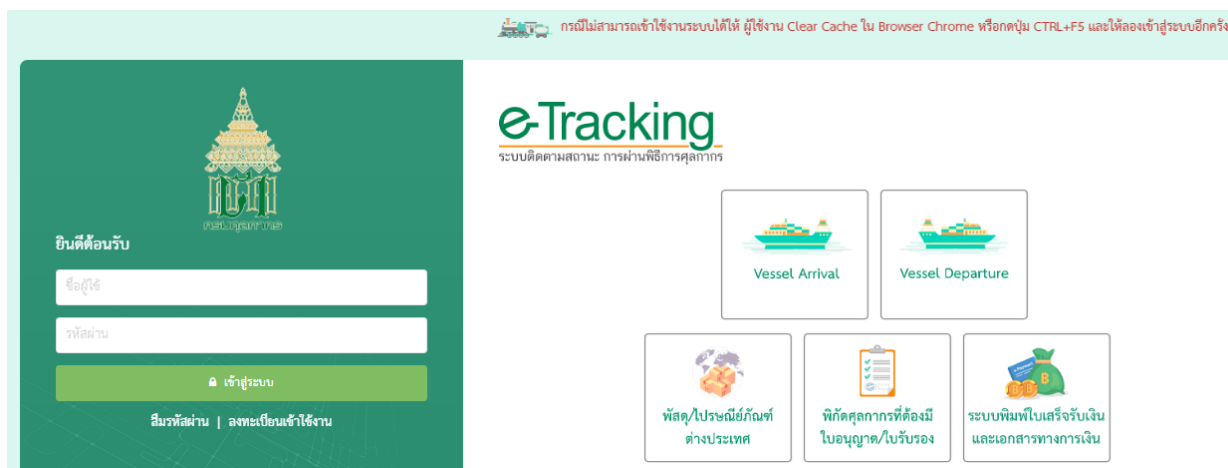 กรณีไม่สามารถเข้าใช้งานระบบได้ให้ ผู้ใช้งาน Clear Cache ใน Browser Chrome หรือกดปุ่ม CTRL+F5 และให้ลองเข้าสู่ระบบอีกครั้ง
กรมศุลกากร
ยินดีต้อนรับ
ชื่อผู้ใช้
รหัสผ่าน
เข้าสู่ระบบ
ลืมรหัสผ่าน | ลงทะเบียนเข้าใช้งาน
e-Tracking
ระบบติดตามสถานะ การผ่านพิธีการศุลกากร
Vessel Arrival
Vessel Departure
พัสดุ/ไปรษณีย์ภัณฑ์
ต่างประเทศ
พิกัดศุลกากรที่ต้องมี
ใบอนุญาต/ใบรับรอง
e-Payment
ระบบพิมพ์ใบเสร็จรับเงิน
และเอกสารทางการเงิน